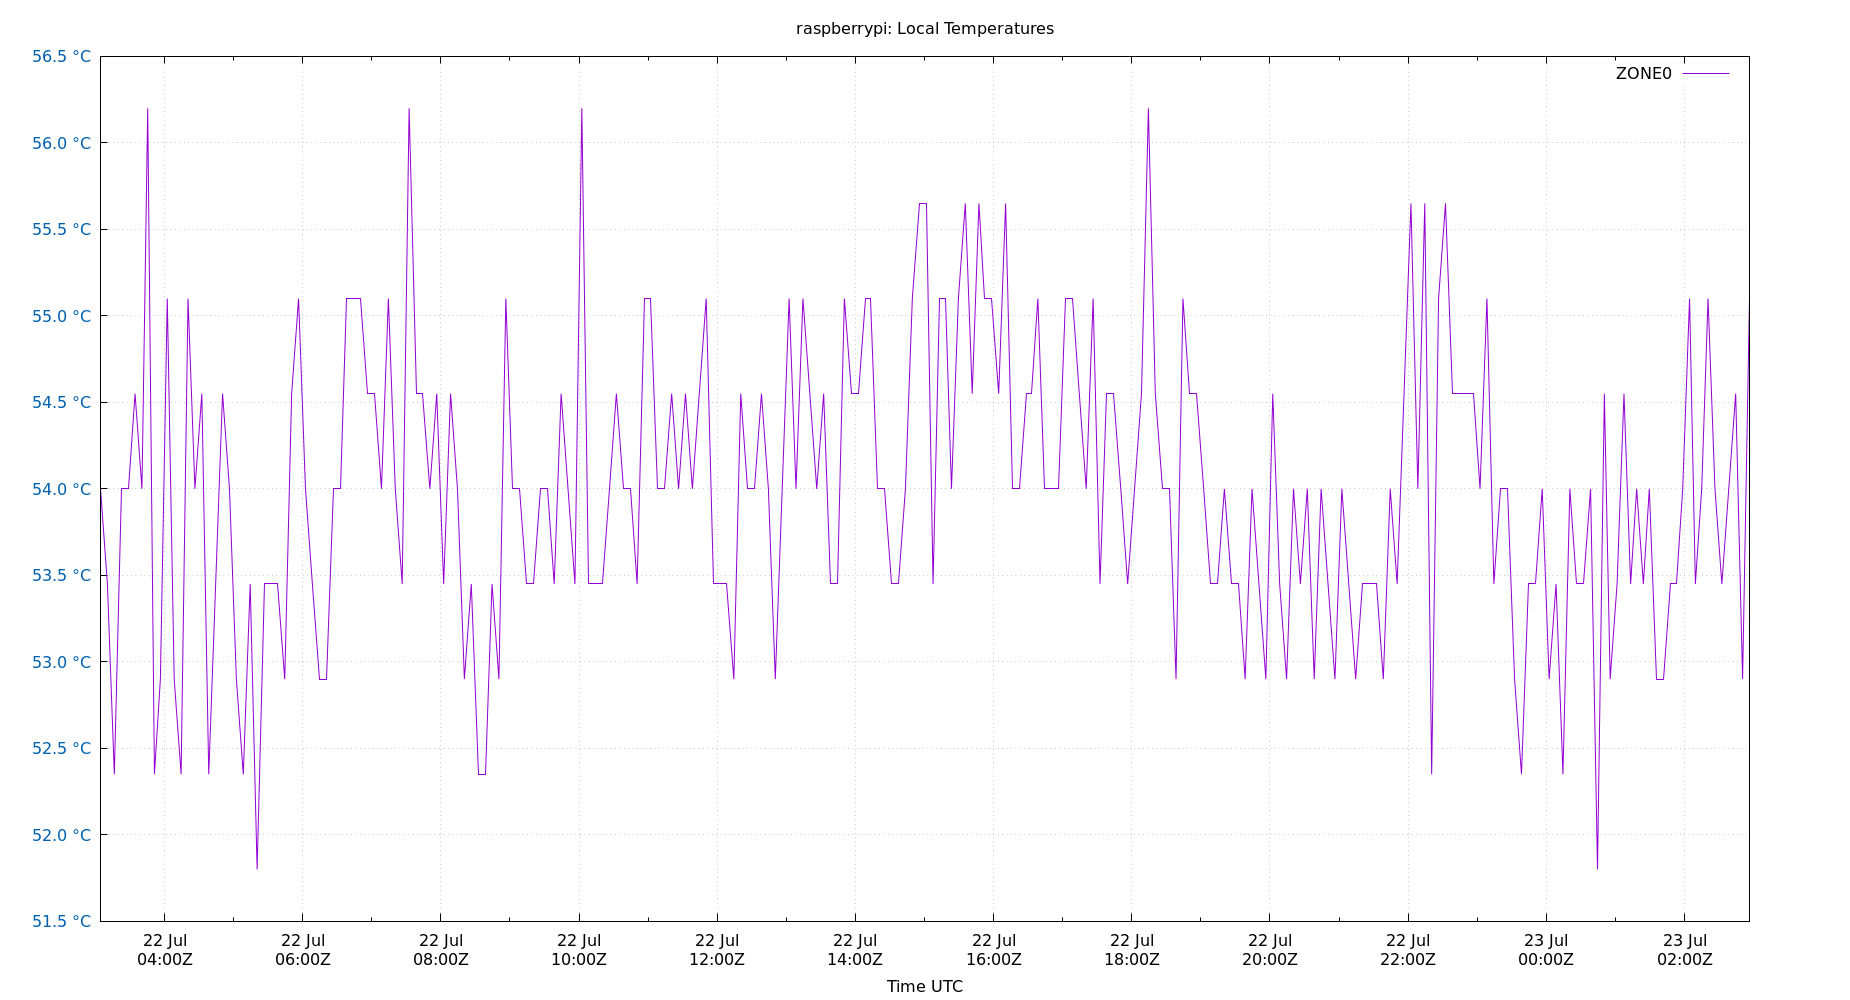 raspberrypi: Local Temperatures
ZONE0
56.5 °C
56.0 °C
55.5 °C
55.0 °C
54.5 °C
54.0 °C
53.5 °C
53.0 °C
52.5 °C
52.0 °C
51.5 °C
22 Jul 22 Jul 22 Jul 22 Jul 22 Jul 22 Jul 22 Jul 22 Jul 22 Jul 22 Jul 23 Jul 23 Jul
04:00Z 06:00Z 08:00Z 10:00Z 12:00Z 14:00Z 16:00Z 18:00Z 20:00Z 22:00Z 00:00Z 02:00Z
Time UTC